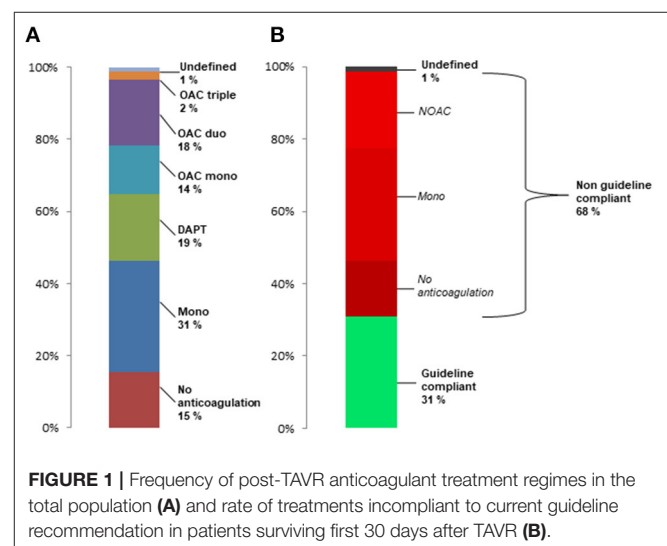 A
100%
80%
60%
40%
20%
0%
Undefined
1 %
OAC triple
2 %
OAC duo
18 %
OAC mono
14 %
DAPT
19 %
Mono
31 %
No
anticoagulation
15 %
B
100%
80%
60%
40%
20%
0%
Undefined
1 %
NOAC
Mono
No
anticoagulation
Guideline
compliant
31 %
Non guideline
compliant
68 %
FIGURE 1 | Frequency of post-TAVR anticoagulant treatment regimes in the
total population (A) and rate of treatments incompliant to current guideline
recommendation in patients surviving first 30 days after TAVR (B).